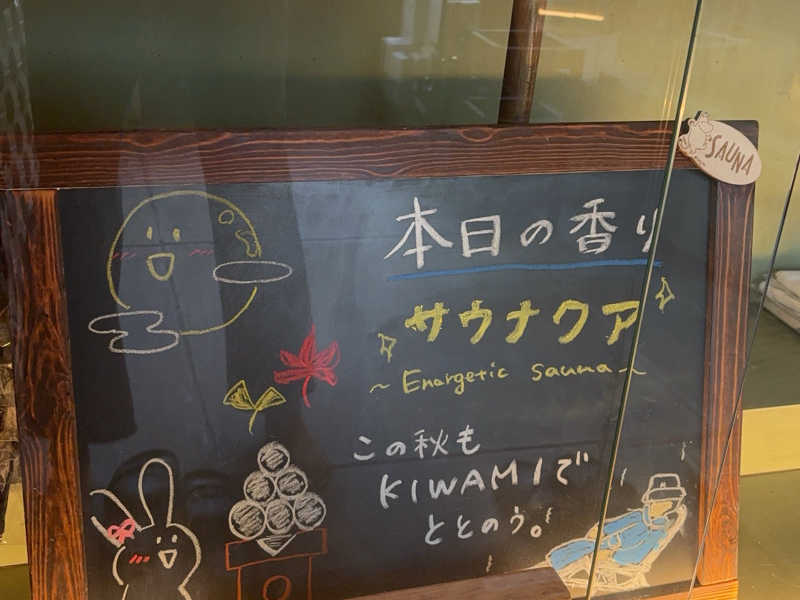 SAUNA
本日の香り
サウナクア
~ Energetic sauna ~
この秋も
KIWAMIで
ととのう。